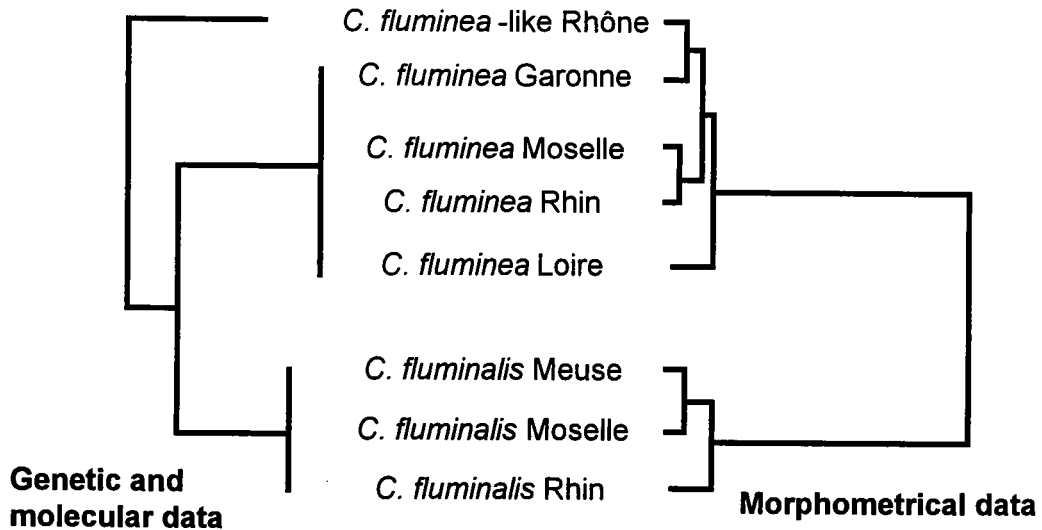 C. fluminea -like Rhône
C. fluminea Garonne
C. fluminea Moselle
C. fluminea Rhin
C. fluminea Loire
C. fluminalis Meuse
C. fluminalis Moselle
C. fluminalis Rhin
Genetic and
molecular data
Morphometrical data